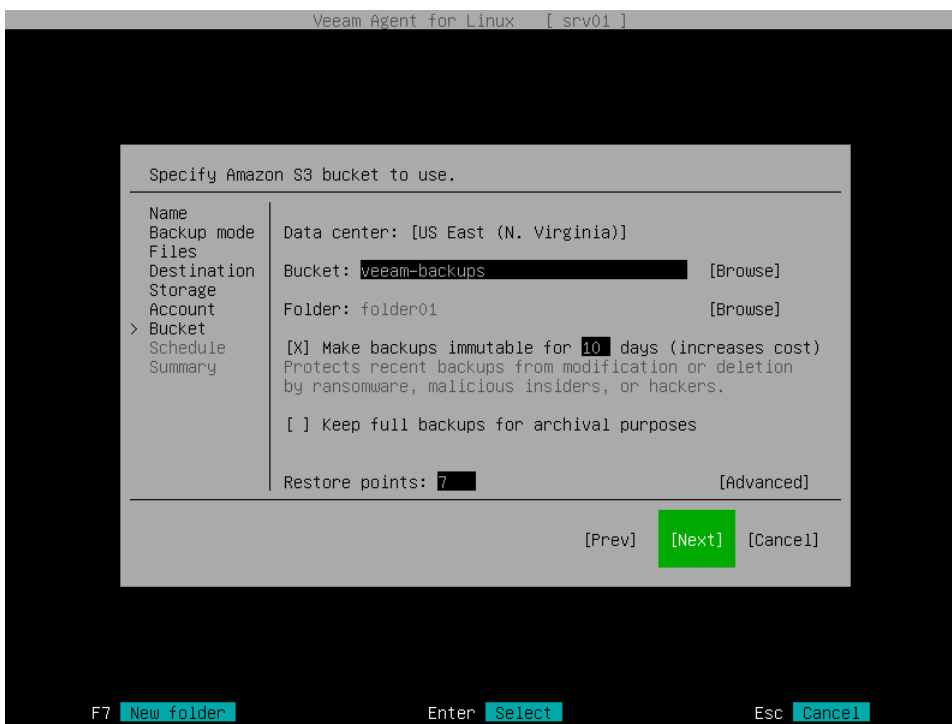 Veeam Agent for Linux [ srv01 ]
Specify Amazon S3 bucket to use.
Name
Backup mode
Files
Destination
Storage
Account
> Bucket
Schedule
Summary
Data center: [US East (N. Virginia)]
Bucket: veeam-backups [Browse]
Folder: folder01 [Browse]
[X] Make backups immutable for 10 days (increases cost)
Protects recent backups from modification or deletion
by ransomware, malicious insiders, or hackers.
[ ] Keep full backups for archival purposes
Restore points: 7 [Advanced]
[Prev] [Next] [Cancel]
F7 New folder Enter Select Esc Cancel